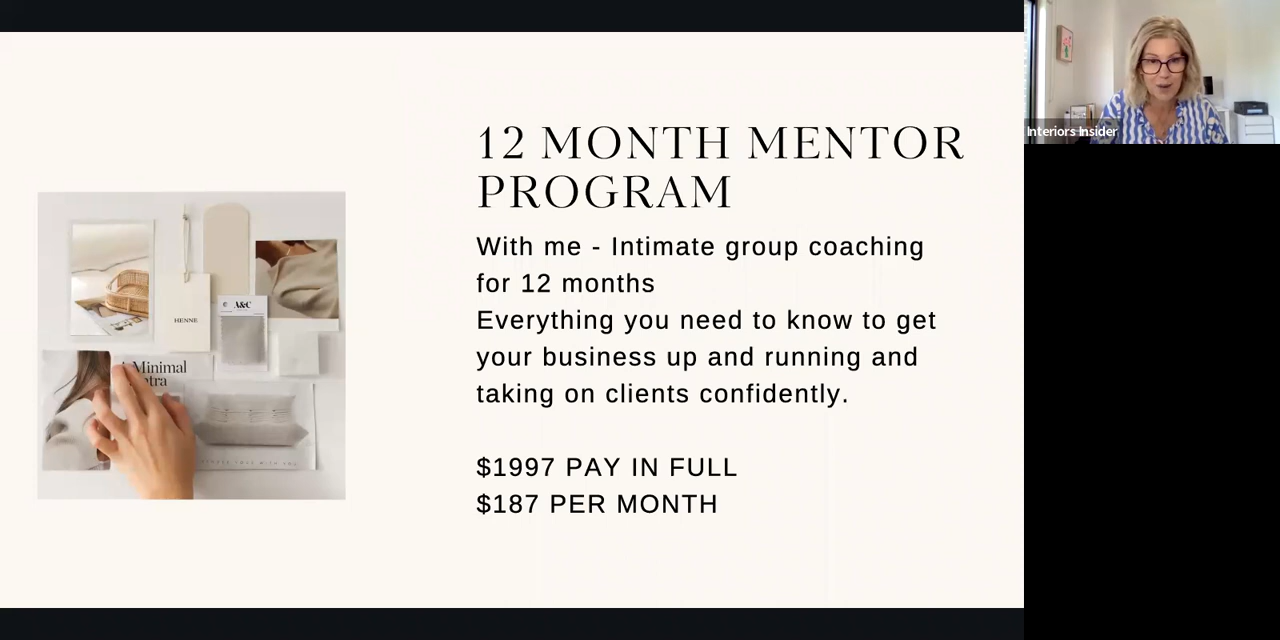 12 MONTH MENTOR
PROGRAM
With me - Intimate group coaching
for 12 months
Everything you need to know to get
your business up and running and
taking on clients confidently.
$1997 PAY IN FULL
$187 PER MONTH
A&C
HENNE
Minimal
Interiors Insider